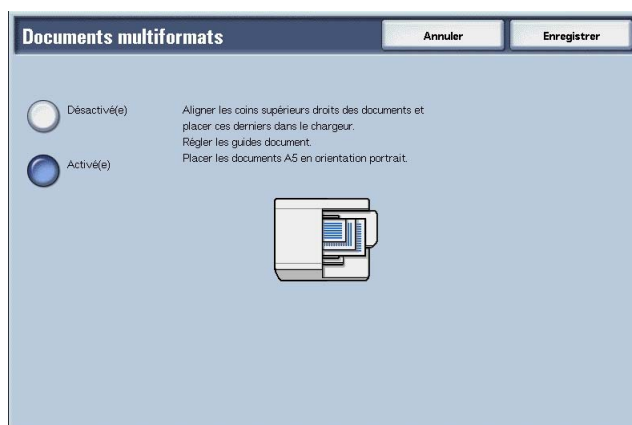 Documents multiformats
Annuler
Enregistrer
Désactivé(e)
Activé(e)
Aligner les coins supérieurs droits des documents et
placer ces derniers dans le chargeur.
Régler les guides document.
Placer les documents A5 en orientation portrait.